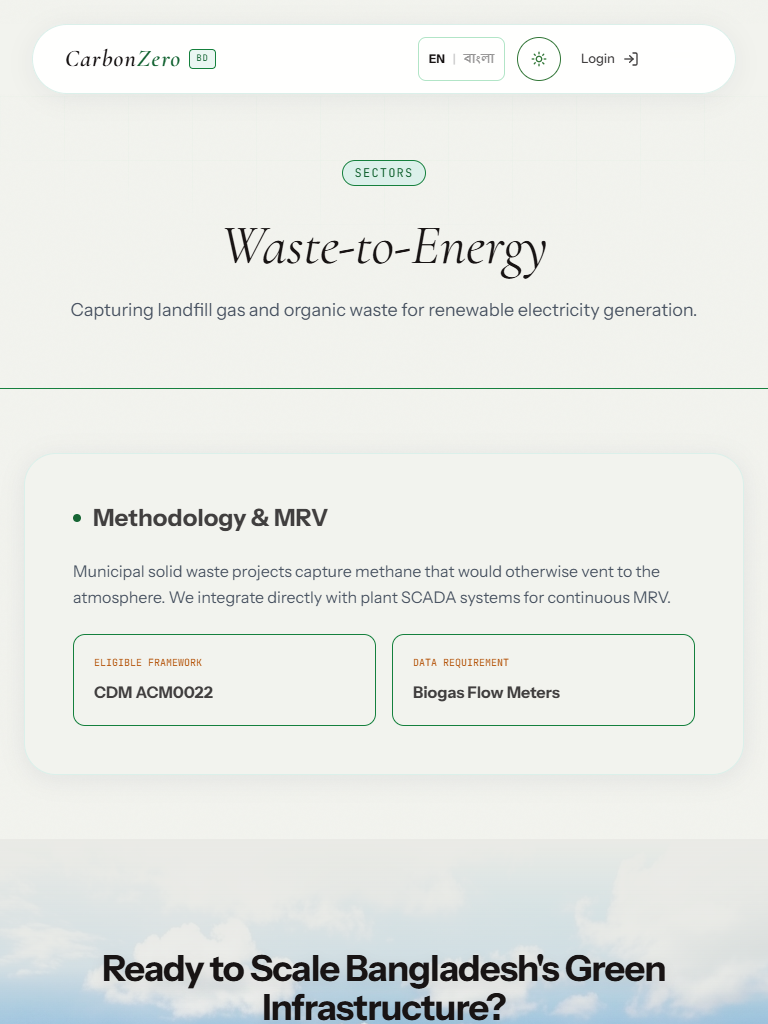 CarbonZero BD
EN | বাংলা
Login
SECTORS
Waste-to-Energy
Capturing landfill gas and organic waste for renewable electricity generation.
Methodology & MRV
Municipal solid waste projects capture methane that would otherwise vent to the
atmosphere. We integrate directly with plant SCADA systems for continuous MRV.
ELIGIBLE FRAMEWORK
CDM ACM0022
DATA REQUIREMENT
Biogas Flow Meters
Ready to Scale Bangladesh's Green
Infrastructure?